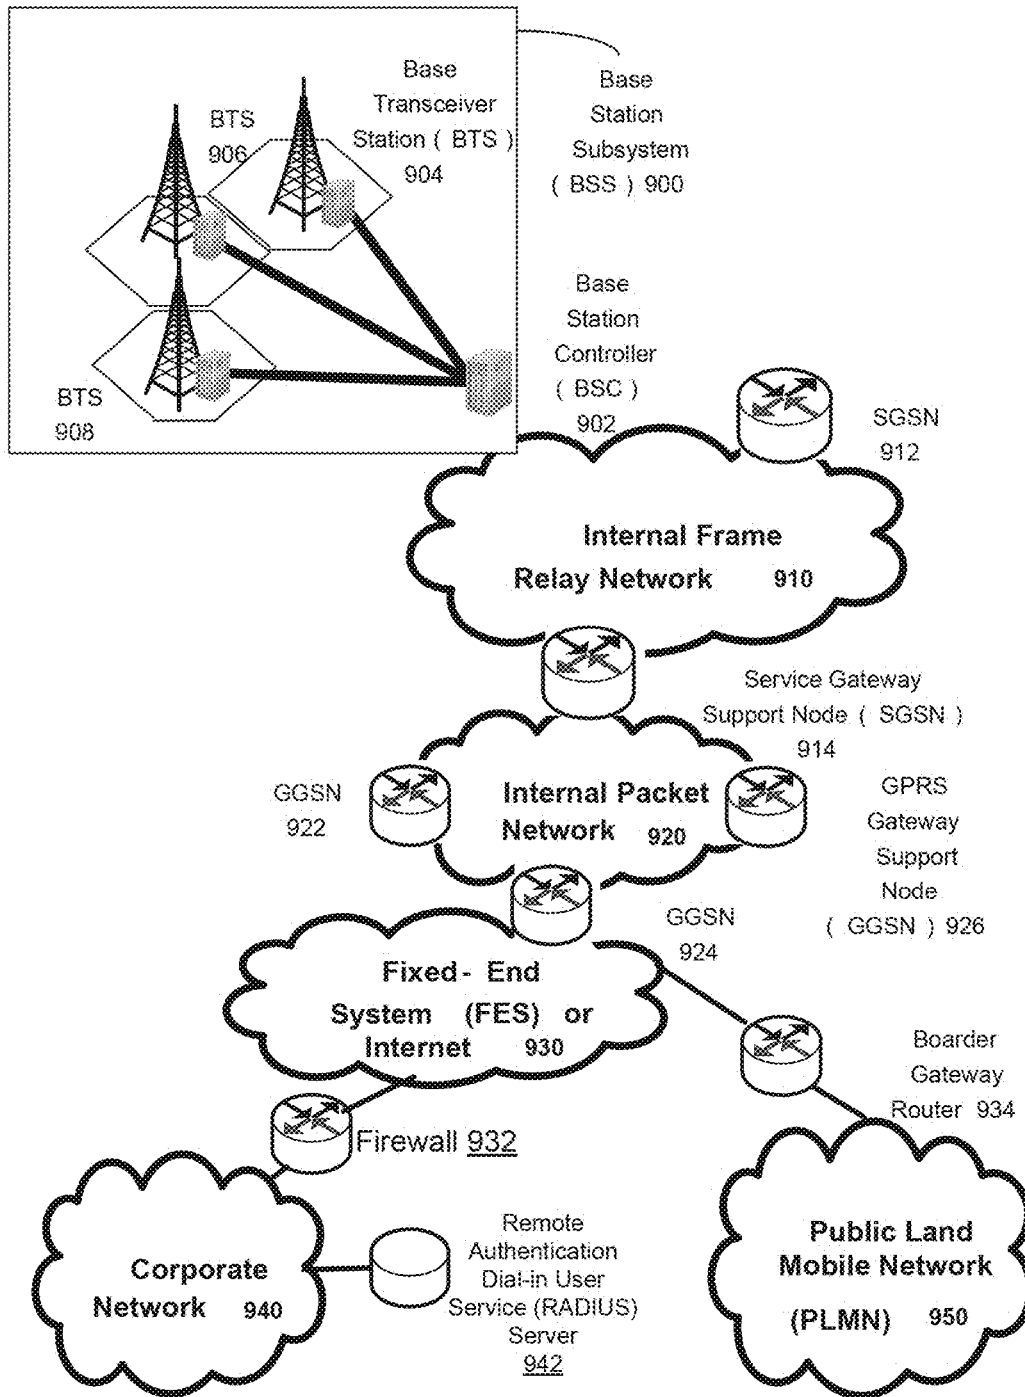 Base
Transceiver
Station ( BTS )
904
BTS
906
BTS
908
Base
Station
Subsystem
( BSS ) 900
Base
Station
Controller
( BSC )
902
SGSN
912
Internal Frame
Relay Network 910
Service Gateway
Support Node ( SGSN )
914
GGSN
922
Internal Packet
Network 920
GPRS
Gateway
Support
Node
( GGSN ) 926
GGSN
924
Fixed- End
System (FES) or
Internet 930
Boarder
Gateway
Router 934
Firewall 932
Corporate
Network 940
Remote
Authentication
Dial-in User
Service (RADIUS)
Server
942
Public Land
Mobile Network
(PLMN) 950